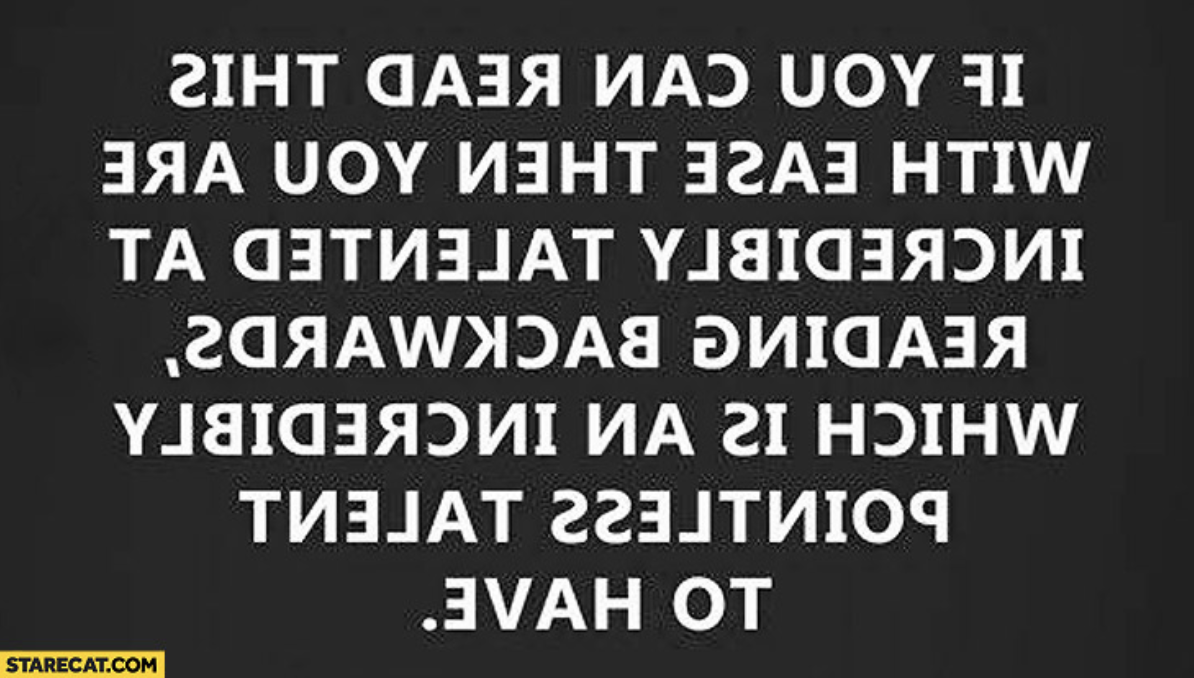 IF YOU CAN READ THIS
WITH EASE THEN YOU ARE
INCREDIBLY TALENTED AT
READING BACKWARDS,
WHICH IS AN INCREDIBLY
POINTLESS TALENT
TO HAVE.
STARECAT.COM